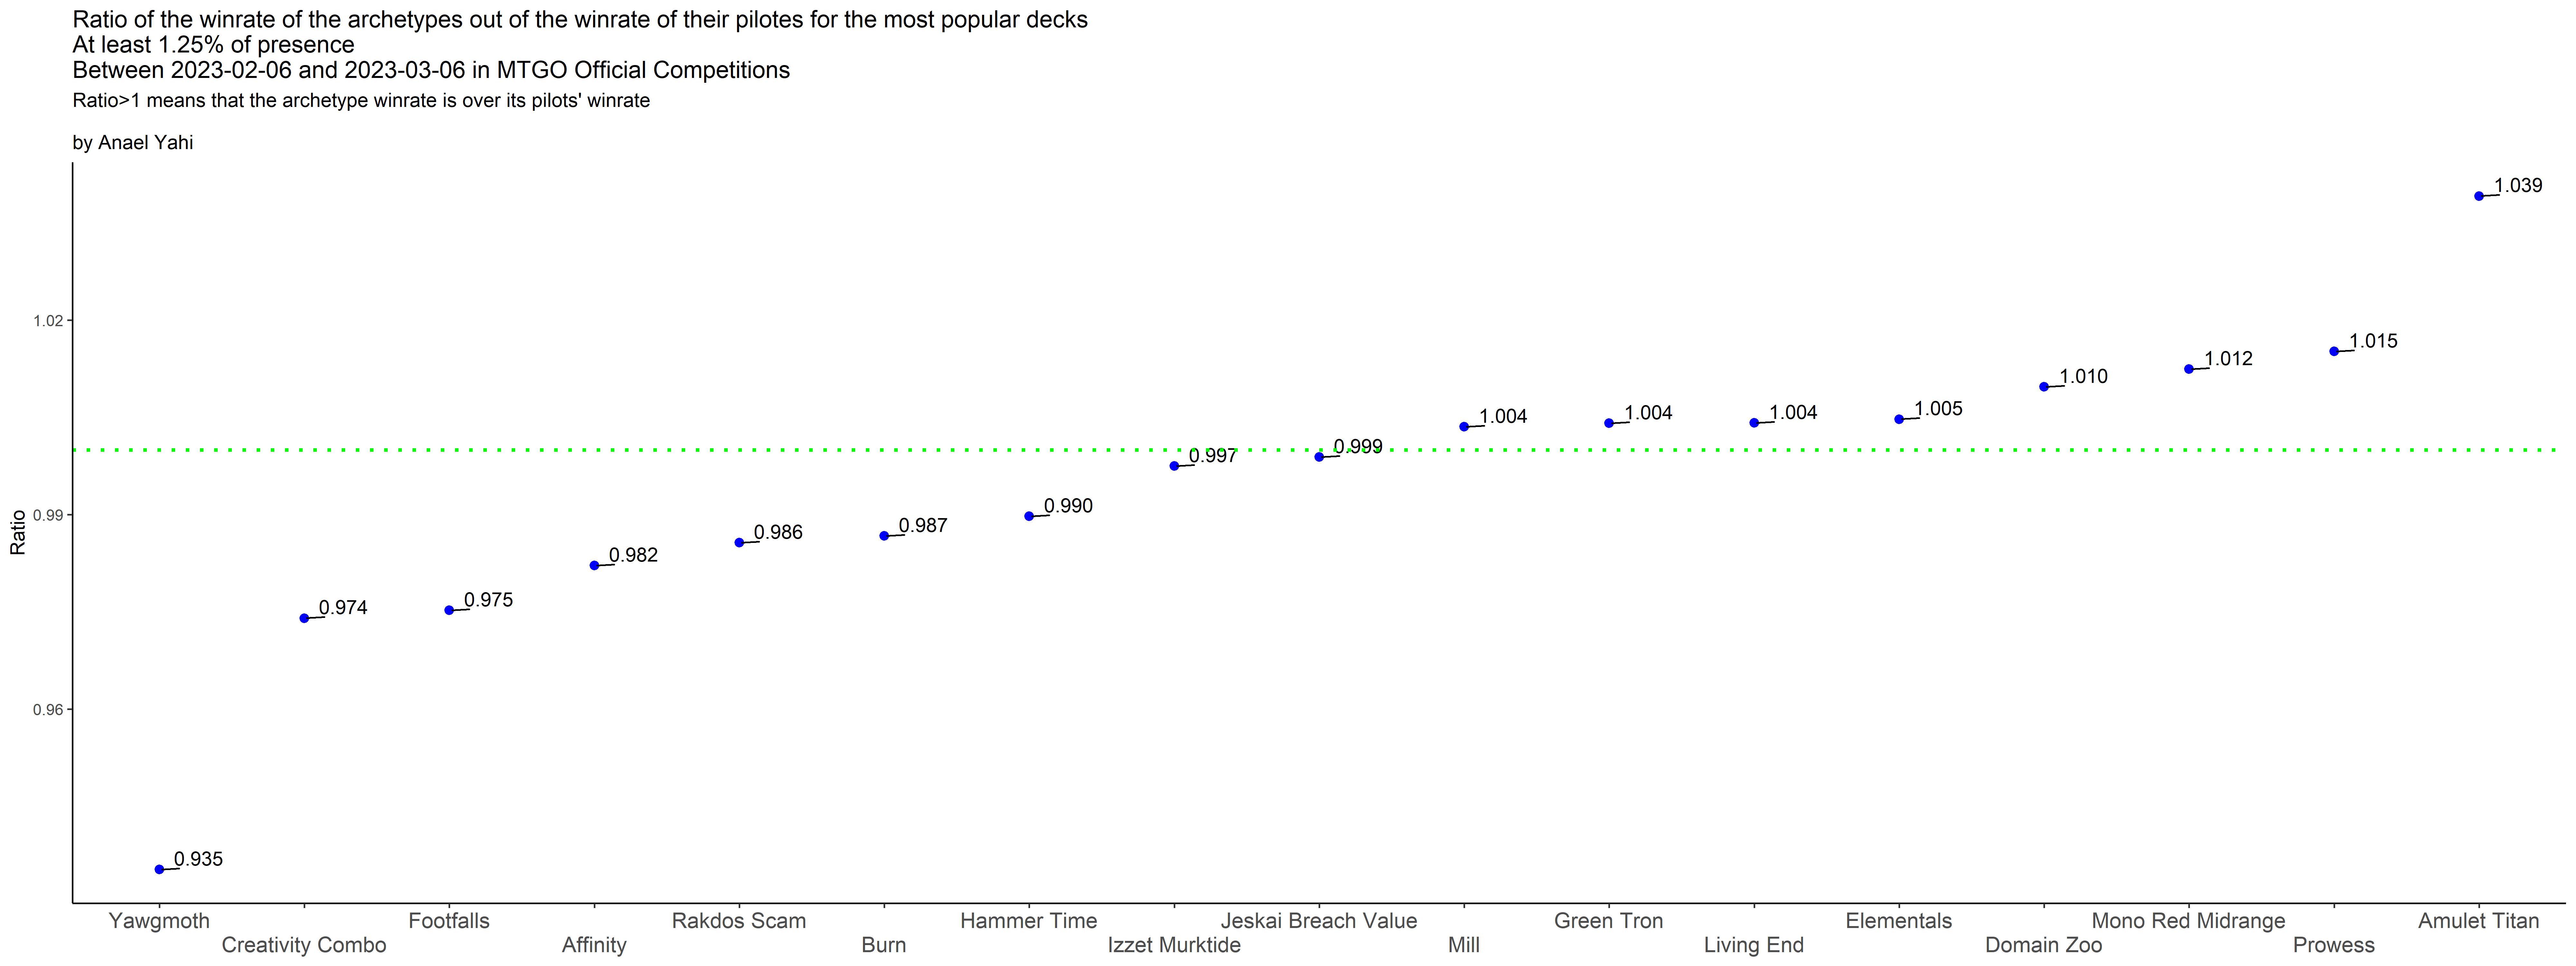 Ratio of the winrate of the archetypes out of the winrate of their pilotes for the most popular decks
At least 1.25% of presence
Between 2023-02-06 and 2023-03-06 in MTGO Official Competitions
Ratio>1 means that the archetype winrate is over its pilots' winrate
by Anael Yahi
1.039
1.02
1.015
1.012
1.010
1.005
1.004
1.004
1.004
0.999
0.997
0.99
0.990
0.987
0.986
0.982
0.975
0.974
0.96
0.935
Ratio
Yawgmoth
Creativity Combo
Footfalls
Affinity
Rakdos Scam
Burn
Hammer Time
Izzet Murktide
Jeskai Breach Value
Mill
Green Tron
Living End
Elementals
Domain Zoo
Mono Red Midrange
Prowess
Amulet Titan